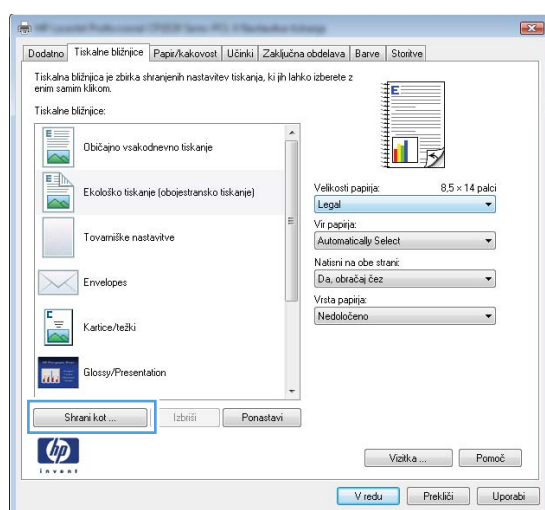 Dodatno Tiskalne bližnjice Papir/kakovost Učinki Zaključna obdelava Barve Storitve
Tiskalna bližnjica je zbirka shranjenih nastavitev tiskanja, ki jih lahko izberete z
enim samim klikom.
Tiskalne bližnjice:
Običajno vsakodnevno tiskanje
Ekološko tiskanje (obojestransko tiskanje)
Tovarniške nastavitve
Envelopes
Kartice/težki
Glossy/Presentation
Velikosti papirja: 8,5 × 14 palci
Legal
Vir papirja:
Automatically Select
Natisni na obe strani:
Da, obračaj čez
Vrsta papirja:
Nedoločeno
Shrani kot ... Izbriši Ponastavi
hp
invent
Vizitka ... Pomoč
V redu Prekliči Uporabi